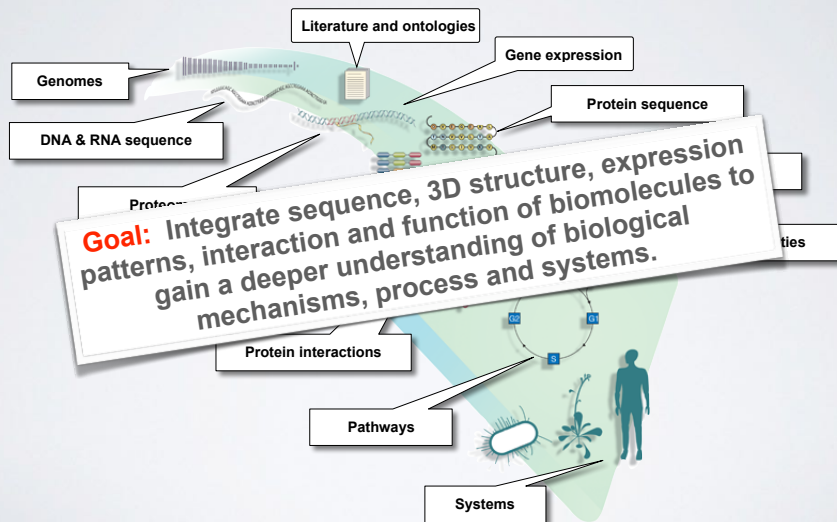 Literature and ontologies
Gene expression
Genomes
Protein sequence
DNA & RNA sequence
Goal: Integrate sequence, 3D structure, expression
patterns, interaction and function of biomolecules to
gain a deeper understanding of biological
mechanisms, process and systems.
G2
G1
S
Protein interactions
Pathways
Systems